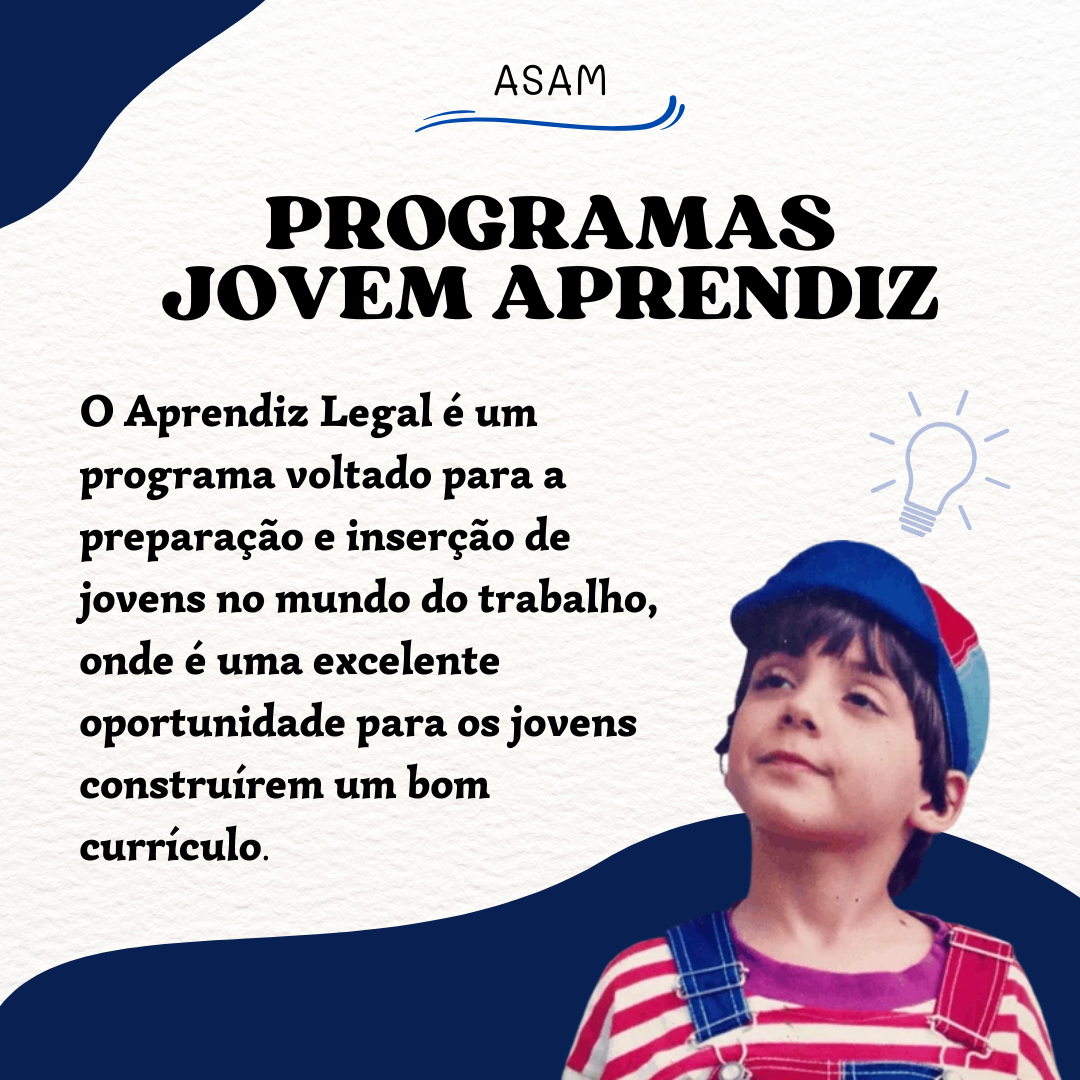 ASAM
PROGRAMAS
JOVEM APRENDIZ
O Aprendiz Legal é um
programa voltado para a
preparação e inserção de
jovens no mundo do trabalho,
onde é uma excelente
oportunidade para os jovens
construírem um bom
currículo.